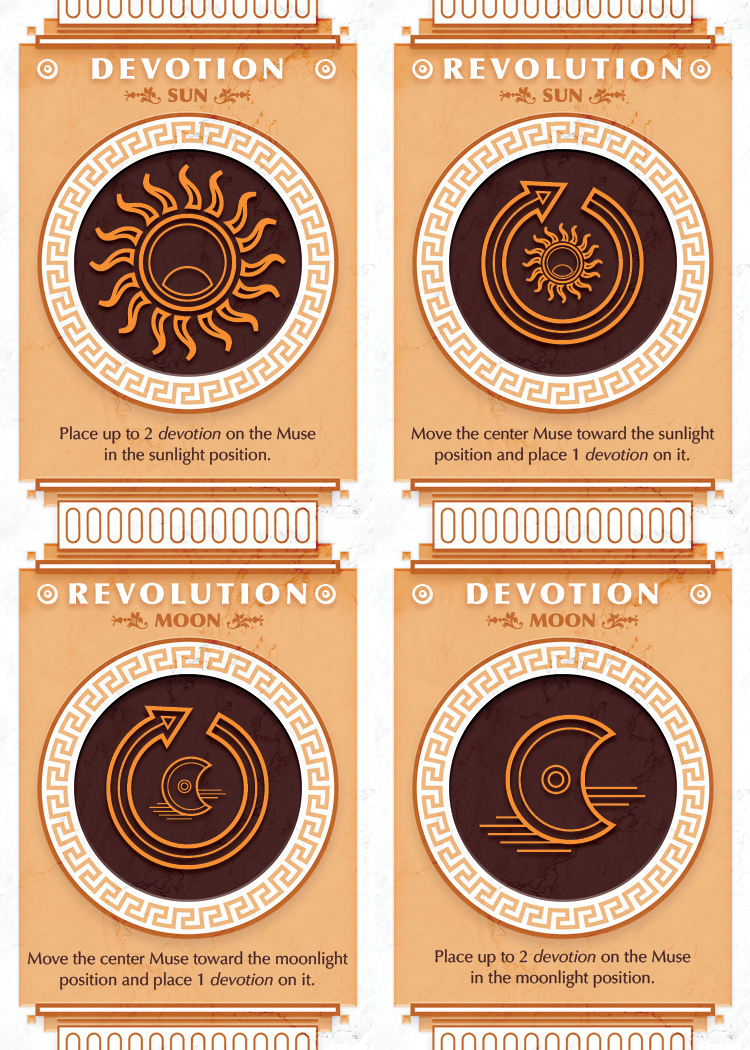 DEVOTION
SUN
Place up to 2 devotion on the Muse
in the sunlight position.
REVOLUTION
SUN
Move the center Muse toward the sunlight
position and place 1 devotion on it.
REVOLUTION
MOON
Move the center Muse toward the moonlight
position and place 1 devotion on it.
DEVOTION
MOON
Place up to 2 devotion on the Muse
in the moonlight position.